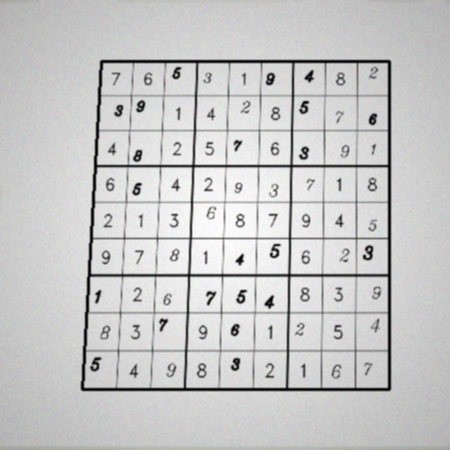 7 6 5 3 1 9 4 8 2
3 9 1 4 2 8 5 7 6
4 8 2 5 7 6 3 9 1
6 5 4 2 9 3 7 1 8
2 1 3 6 8 7 9 4 5
9 7 8 1 4 5 6 2 3
1 2 6 7 5 4 8 3 9
8 3 7 9 6 1 2 5 4
5 4 9 8 3 2 1 6 7